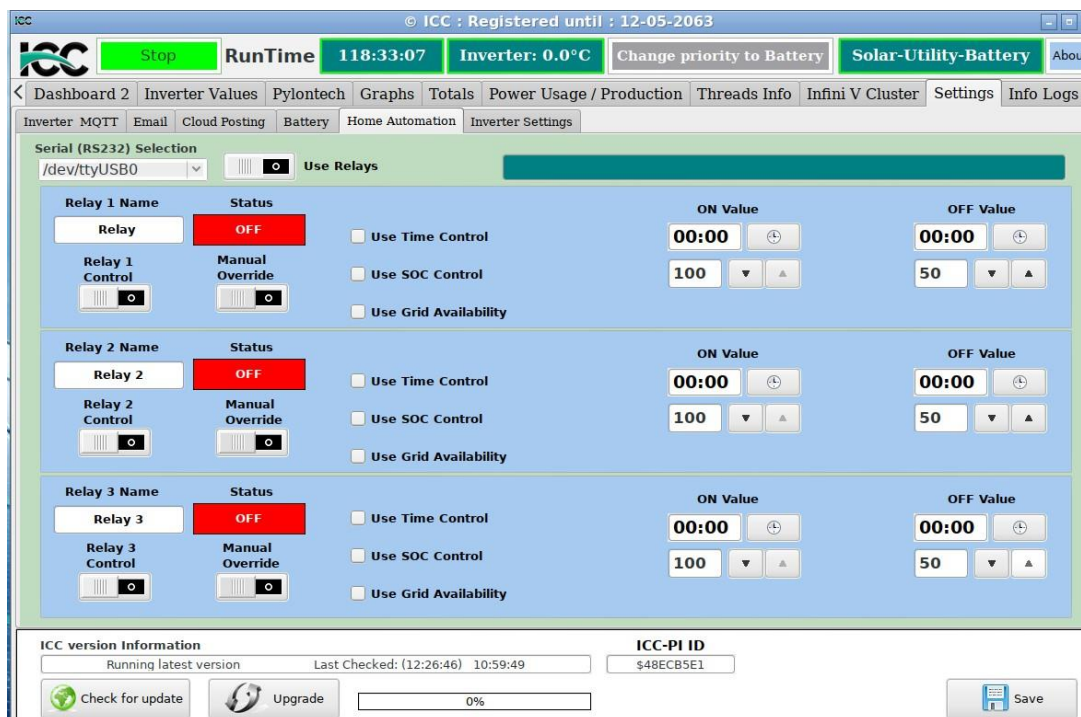 ICC
© ICC : Registered until : 12-05-2063
ICC
Stop
RunTime
118:33:07
Inverter: 0.0°C
Change priority to Battery
Solar-Utility-Battery
Abou
Dashboard 2 Inverter Values Pylontech Graphs Totals Power Usage / Production Threads Info Infini V Cluster Settings Info Logs
Inverter MQTT Email Cloud Posting Battery Home Automation Inverter Settings
Serial (RS232) Selection
/dev/ttyUSB0
Use Relays
Relay 1 Name Status
Relay OFF
Relay 1 Control
Manual Override
Use Time Control
Use SOC Control
Use Grid Availability
ON Value OFF Value
00:00 00:00
100 50
Relay 2 Name Status
Relay 2 OFF
Relay 2 Control
Manual Override
Use Time Control
Use SOC Control
Use Grid Availability
ON Value OFF Value
00:00 00:00
100 50
Relay 3 Name Status
Relay 3 OFF
Relay 3 Control
Manual Override
Use Time Control
Use SOC Control
Use Grid Availability
ON Value OFF Value
00:00 00:00
100 50
ICC version Information
Running latest version Last Checked: (12:26:46) 10:59:49
ICC-PI ID
$48ECB5E1
Check for update
Upgrade
0%
Save